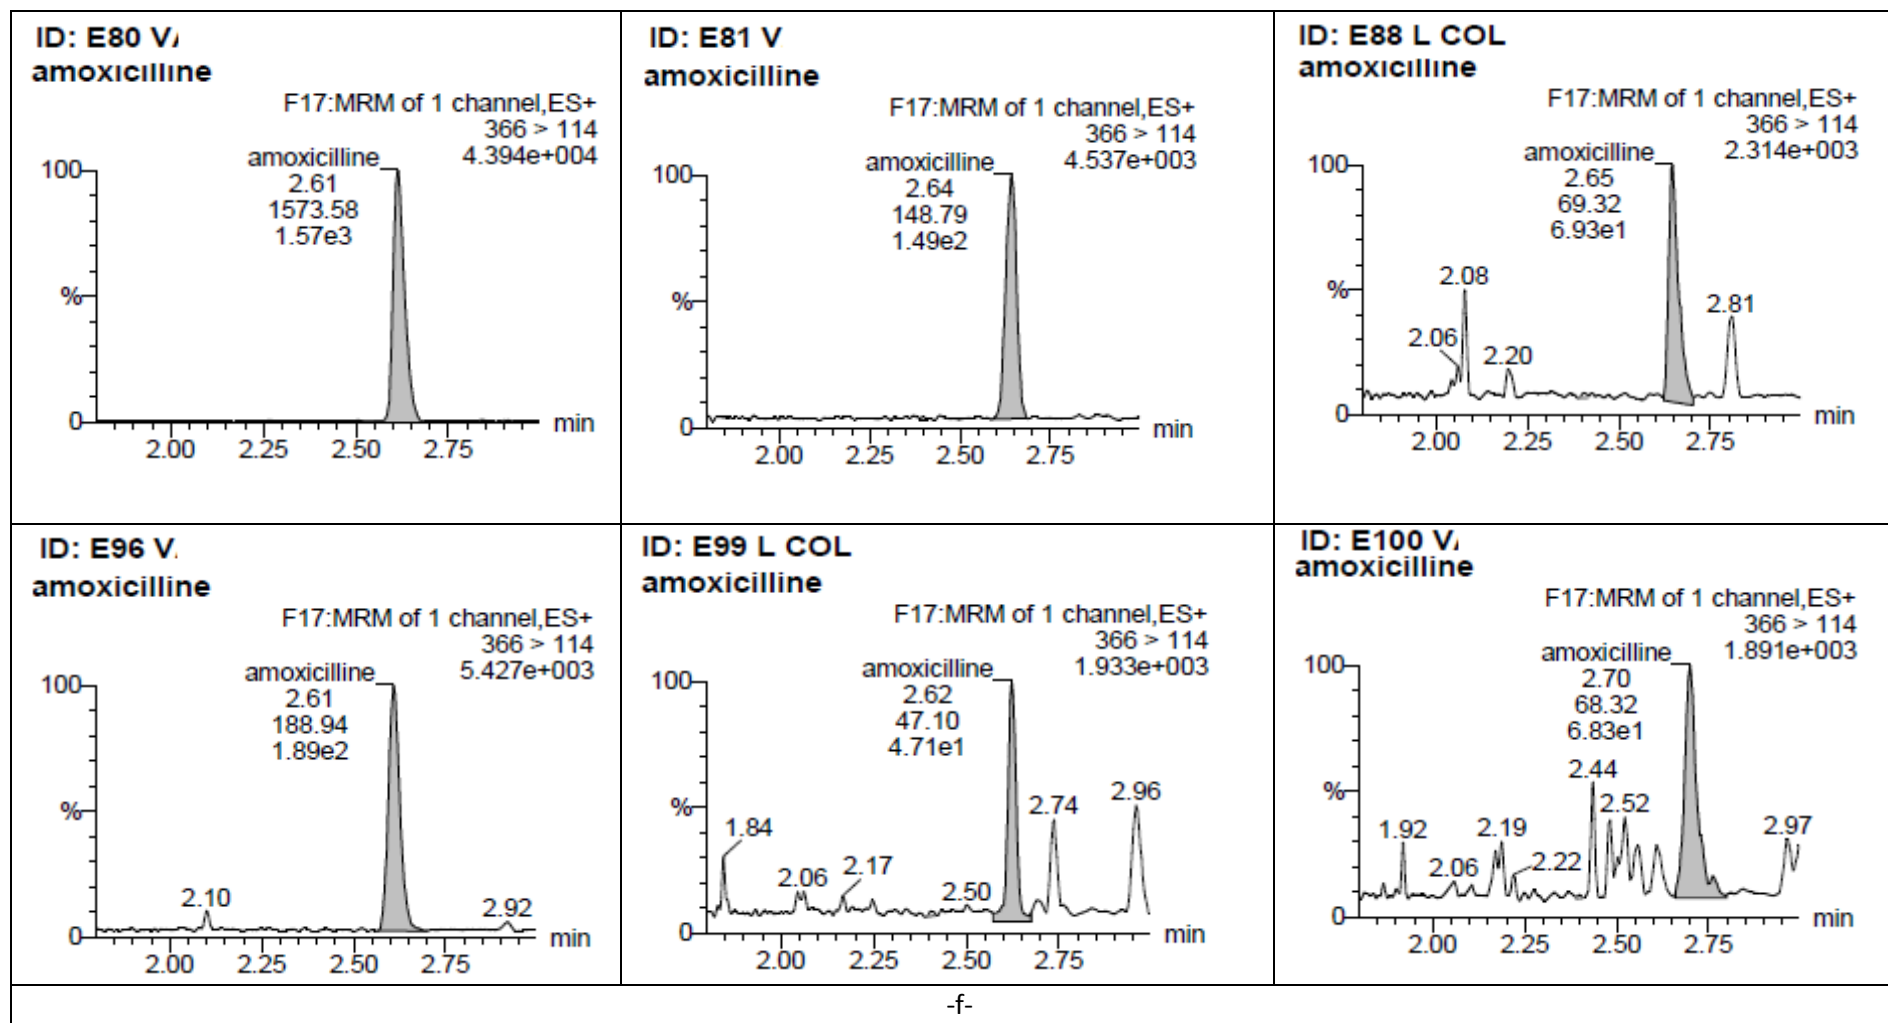 ID: E80 V
amoxicilline
F17:MRM of 1 channel,ES+
366 > 114
4.394e+004
amoxicilline
2.61
1573.58
1.57e3
100
%
0
2.00 2.25 2.50 2.75
min
ID: E81 V
amoxicilline
F17:MRM of 1 channel,ES+
366 > 114
4.537e+003
amoxicilline
2.64
148.79
1.49e2
100
%
0
2.00 2.25 2.50 2.75
min
ID: E88 L COL
amoxicilline
F17:MRM of 1 channel,ES+
366 > 114
2.314e+003
amoxicilline
2.65
69.32
6.93e1
100
2.08
%
2.81
2.06
2.20
0
2.00 2.25 2.50 2.75
min
ID: E96 V
amoxicilline
F17:MRM of 1 channel,ES+
366 > 114
5.427e+003
amoxicilline
2.61
188.94
1.89e2
100
%
2.10
2.92
0
2.00 2.25 2.50 2.75
min
ID: E99 L COL
amoxicilline
F17:MRM of 1 channel,ES+
366 > 114
1.933e+003
amoxicilline
2.62
47.10
4.71e1
100
2.96
%
2.74
1.84
2.17
2.06
2.50
0
2.00 2.25 2.50 2.75
min
ID: E100 V
amoxicilline
F17:MRM of 1 channel,ES+
366 > 114
1.891e+003
amoxicilline
2.70
68.32
6.83e1
100
2.44
%
2.52
1.92
2.19
2.97
2.06
2.22
0
2.00 2.25 2.50 2.75
min
-f-